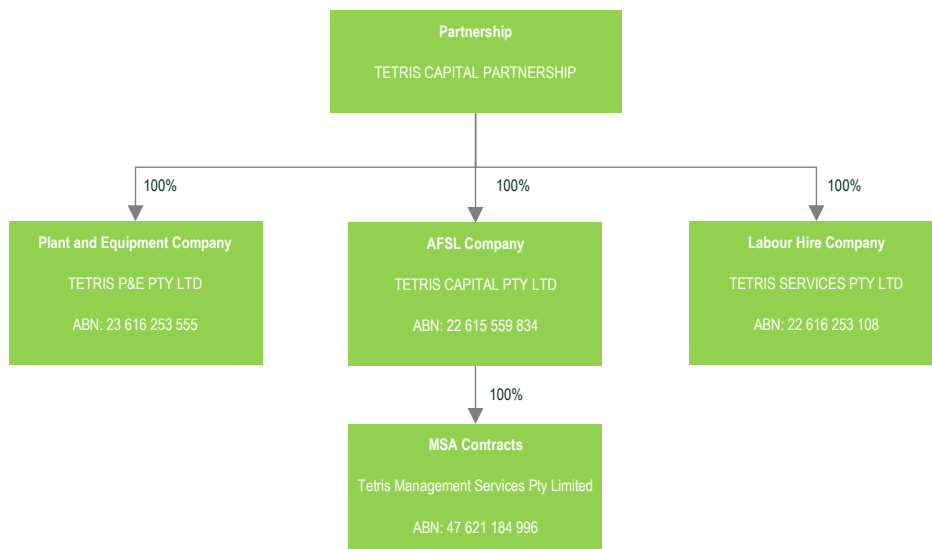 Partnership
TETRIS CAPITAL PARTNERSHIP
100%
100%
100%
Plant and Equipment Company
TETRIS P&E PTY LTD
ABN: 23 616 253 555
AFSL Company
TETRIS CAPITAL PTY LTD
ABN: 22 615 559 834
Labour Hire Company
TETRIS SERVICES PTY LTD
ABN: 22 616 253 108
100%
MSA Contracts
Tetris Management Services Pty Limited
ABN: 47 621 184 996